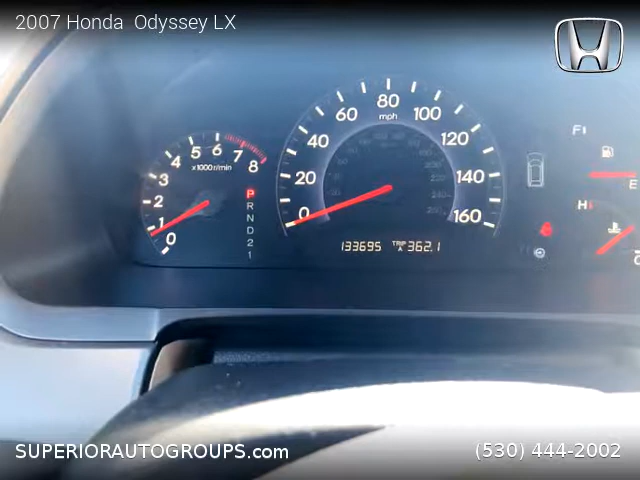 2007 Honda Odyssey LX
0 1 2 3 4 5 6 7 8
x1000r/min
P
R
N
D
2
1
0 20 40 60 80 100 120 140 160
mph
133695 TRIP A 362.1
F
E
H
SUPERIORAUTOGROUPS.com (530) 444-2002